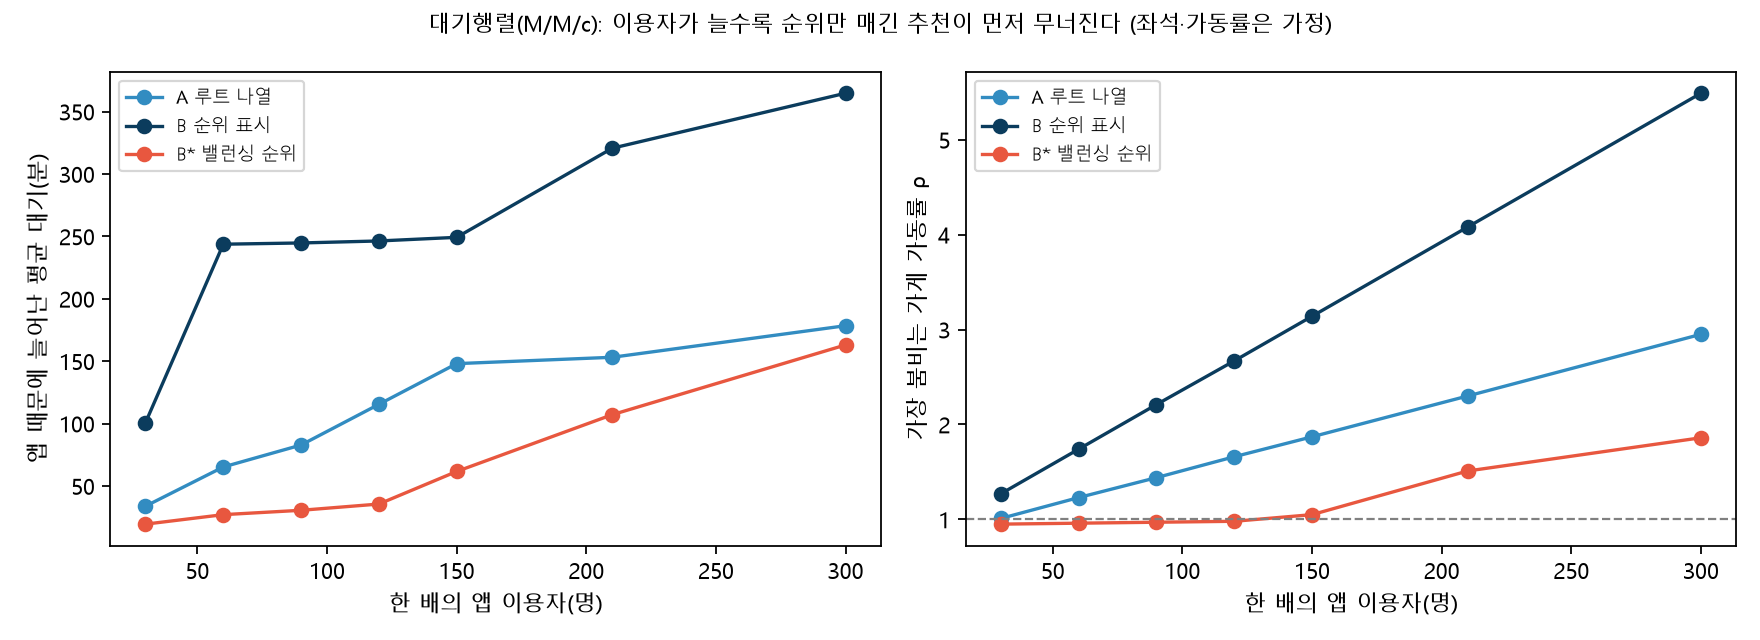 대기행렬(M/M/c): 이용자가 늘수록 순위만 매긴 추천이 먼저 무너진다 (좌석·가동률은 가정)
앱 때문에 늘어난 평균 대기(분)
350
300
250
200
150
100
50
A 루트 나열
B 순위 표시
B* 밸런싱 순위
50
100
150
200
250
300
한 배의 앱 이용자(명)
가장 붐비는 가게 가동률 ρ
5
4
3
2
1
A 루트 나열
B 순위 표시
B* 밸런싱 순위
50
100
150
200
250
300
한 배의 앱 이용자(명)